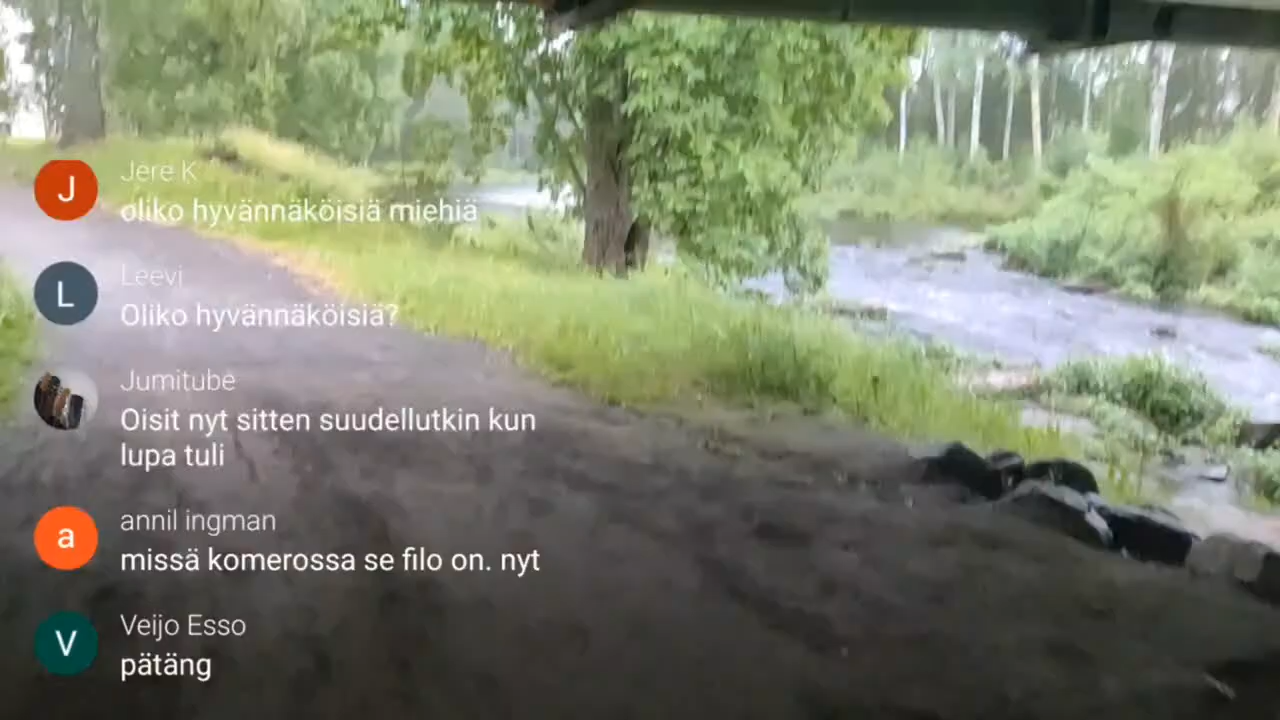 J
Jere K
oliko hyvännäköisiä miehiä
L
Leevi
Oliko hyvännäköisiä?
Jumitube
Oisit nyt sitten suudellutkin kun
lupa tuli
a
annil ingman
missä komerossa se filo on. nyt
V
Veijo Esso
pätäng